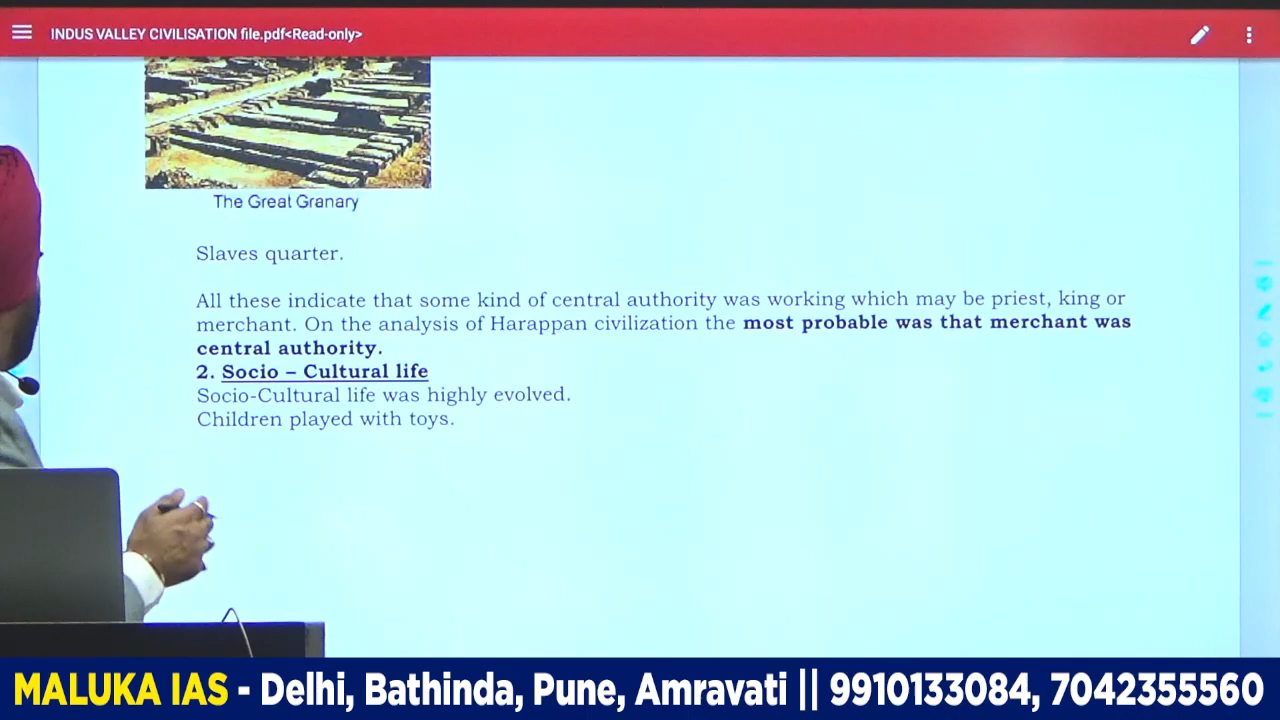 INDUS VALLEY CIVILISATION file.pdf<Read-only>
The Great Granary
Slaves quarter.
All these indicate that some kind of central authority was working which may be priest, king or
merchant. On the analysis of Harappan civilization the most probable was that merchant was
central authority.
2. Socio – Cultural life
Socio-Cultural life was highly evolved.
Children played with toys.
MALUKA IAS - Delhi, Bathinda, Pune, Amravati || 9910133084, 7042355560